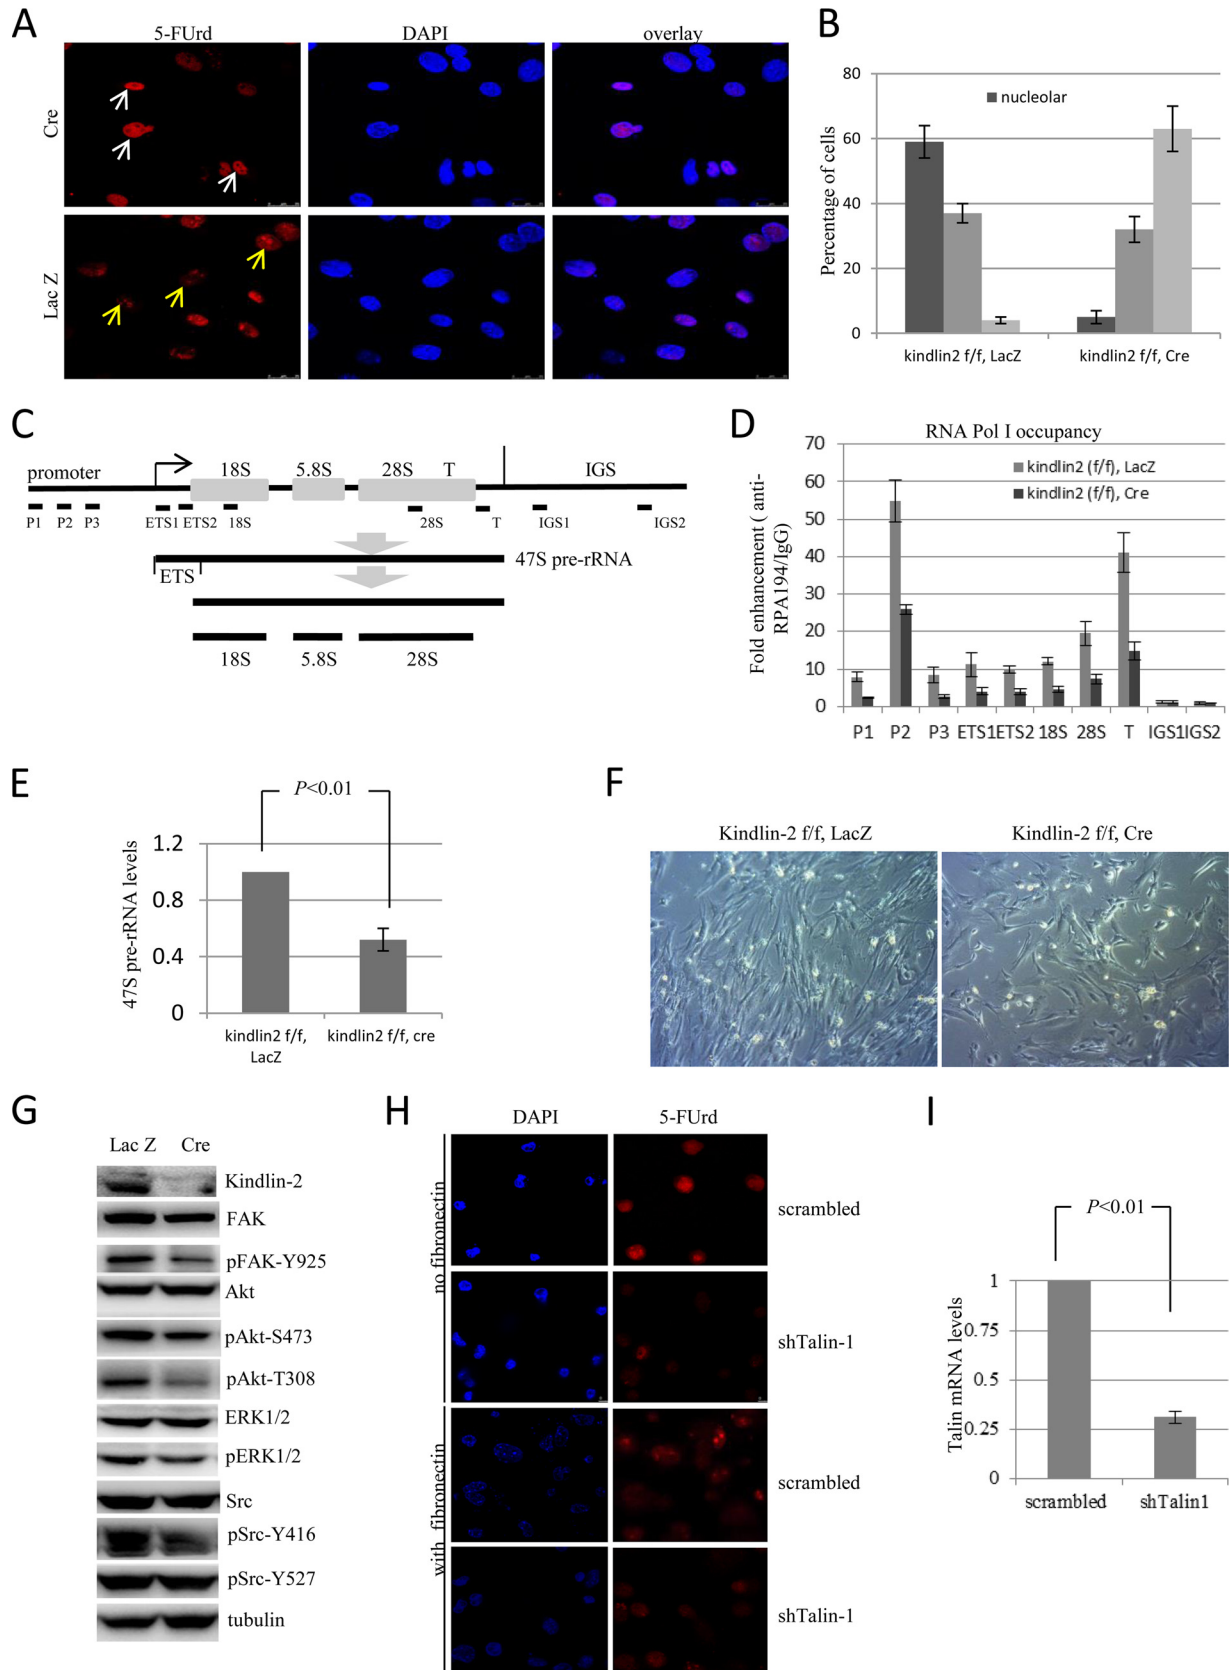 A
5-FUrd
DAPI
overlay
Cre
Lac Z
B
80
60
40
20
0
Percentage of cells
nucleolar
kindlin2 f/f, LacZ
kindlin2 f/f, Cre
C
promoter
18S
5.8S
28S
T
IGS
P1
P2
P3
ETS1
ETS2
18S
28S
T
IGS1
IGS2
47S pre-rRNA
ETS
18S
5.8S
28S
D
RNA Pol I occupancy
kindlin2 (f/f), LacZ
kindlin2 (f/f), Cre
Fold enhancement ( anti-
RPA194/IgG)
70
60
50
40
30
20
10
0
P1
P2
P3
ETS1
ETS2
18S
28S
T
IGS1
IGS2
E
P<0.01
47S pre-rRNA levels
1.2
0.8
0.4
0
kindlin2 f/f,
LacZ
kindlin2 f/f, cre
F
Kindlin-2 f/f, LacZ
Kindlin-2 f/f, Cre
G
Lac Z
Cre
Kindlin-2
FAK
pFAK-Y925
Akt
pAkt-S473
pAkt-T308
ERK1/2
pERK1/2
Src
pSrc-Y416
pSrc-Y527
tubulin
H
DAPI
5-FUrd
no fibronectin
scrambled
shTalin-1
with fibronectin
scrambled
shTalin-1
I
P<0.01
Talin mRNA levels
1
0.75
0.5
0.25
0
scrambled
shTalin1